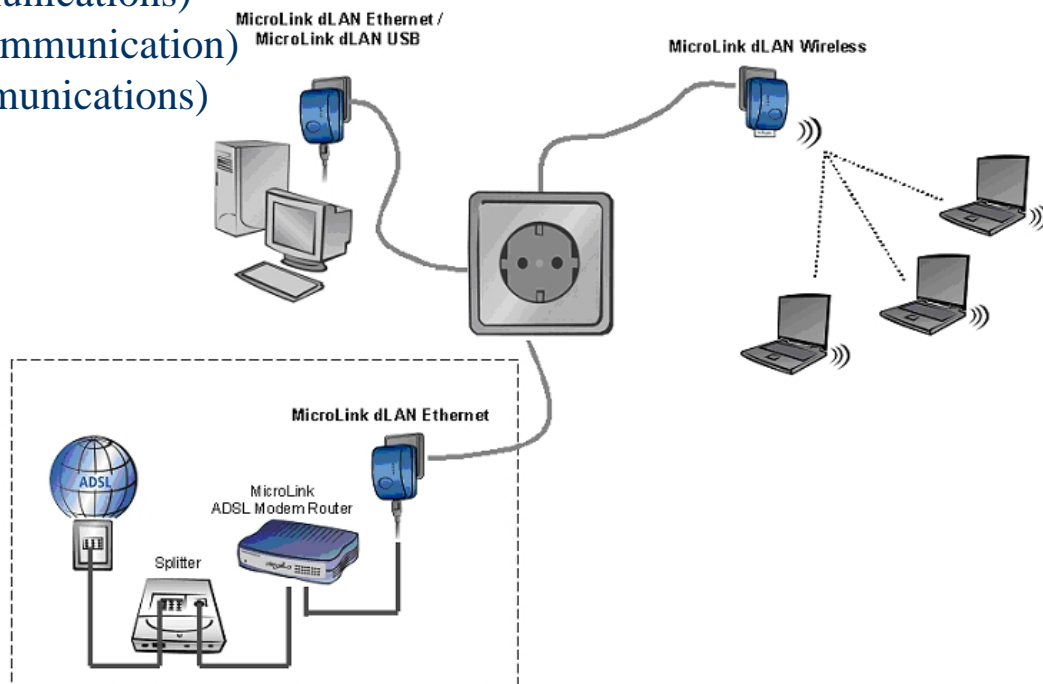 munications)
mmunication)
munications)
MicroLink dLAN Ethernet /
MicroLink dLAN USB
MicroLink dLAN Wireless
MicroLink dLAN Ethernet
ADSL
MicroLink
ADSL Modem Router
Splitter